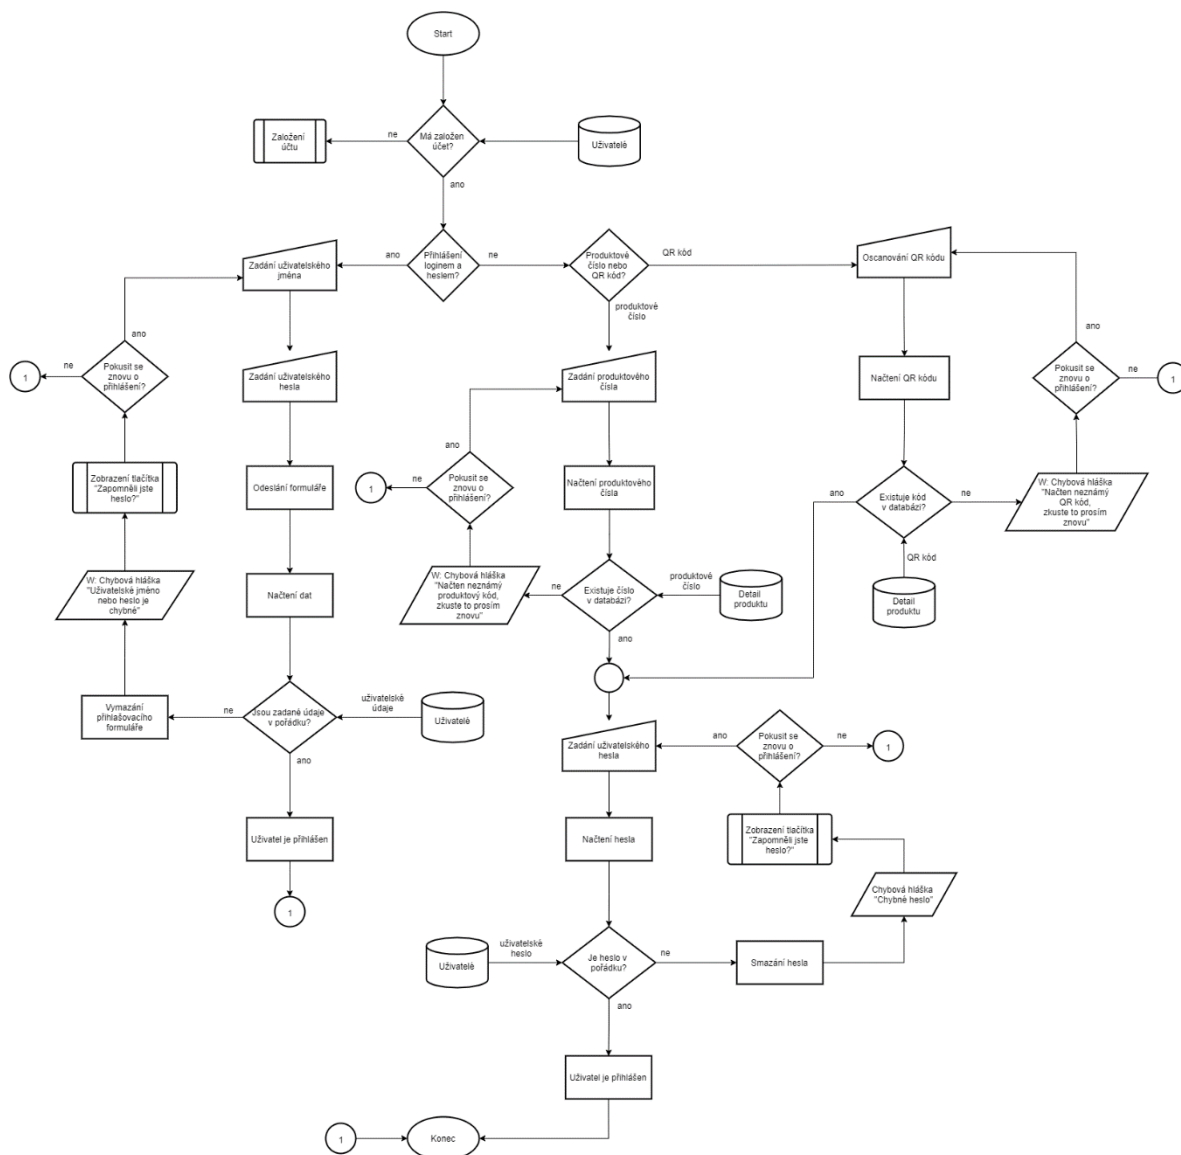 Start
Založení
účtu
ne
Má založen
účet?
Uživatelé
ano
Zadání uživatelského
jména
ano
Přihlášení
loginem a
heslem?
ne
Produktové
číslo nebo
QR kód?
QR kód
Oscanování QR kódu
produktové
číslo
ano
ano
1
ne
Pokusit se
znovu o
přihlášení?
Zadání uživatelského
hesla
Zadání produktového
čísla
Načtení QR kódu
Pokusit se
znovu o
přihlášení?
ne
1
ano
Zobrazení tlačítka
"Zapomněli jste
heslo?"
Odeslání formuláře
1
ne
Pokusit se
znovu o
přihlášení?
Načtení produktového
čísla
ano
Existuje kód
v databázi?
ne
W: Chybová hláška
"Načten neznámý
QR kód,
zkuste to prosím
znovu"
QR kód
W: Chybová hláška
"Uživatelské jméno
nebo heslo je
chybné"
Načtení dat
W: Chybová hláška
"Načten neznámý
produktový kód,
zkuste to prosím
znovu"
ne
Existuje číslo
v databázi?
produktové
číslo
Detail
produktu
Detail
produktu
ano
Vymazání
přihlašovacího
formuláře
ne
Jsou zadané údaje
v pořádku?
uživatelské
údaje
Uživatelé
ano
Zadání uživatelského
hesla
ano
Pokusit se
znovu o
přihlášení?
ne
1
Uživatel je přihlášen
Načtení hesla
Zobrazení tlačítka
"Zapomněli jste
heslo?"
1
Chybová hláška
"Chybné heslo"
Uživatelé
uživatelské
heslo
Je heslo v
pořádku?
ne
Smazání hesla
ano
Uživatel je přihlášen
1
Konec